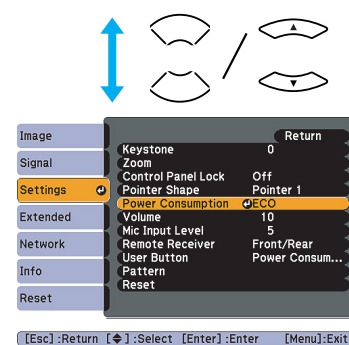 Image
Signal
Settings
Extended
Network
Info
Reset
Return
Keystone 0
Zoom
Control Panel Lock Off
Pointer Shape Pointer 1
Power Consumption ECO
Volume 10
Mic Input Level 5
Remote Receiver Front/Rear
User Button Power Consum...
Pattern
Reset
[Esc] :Return [◆] :Select [Enter] :Enter [Menu]:Exit